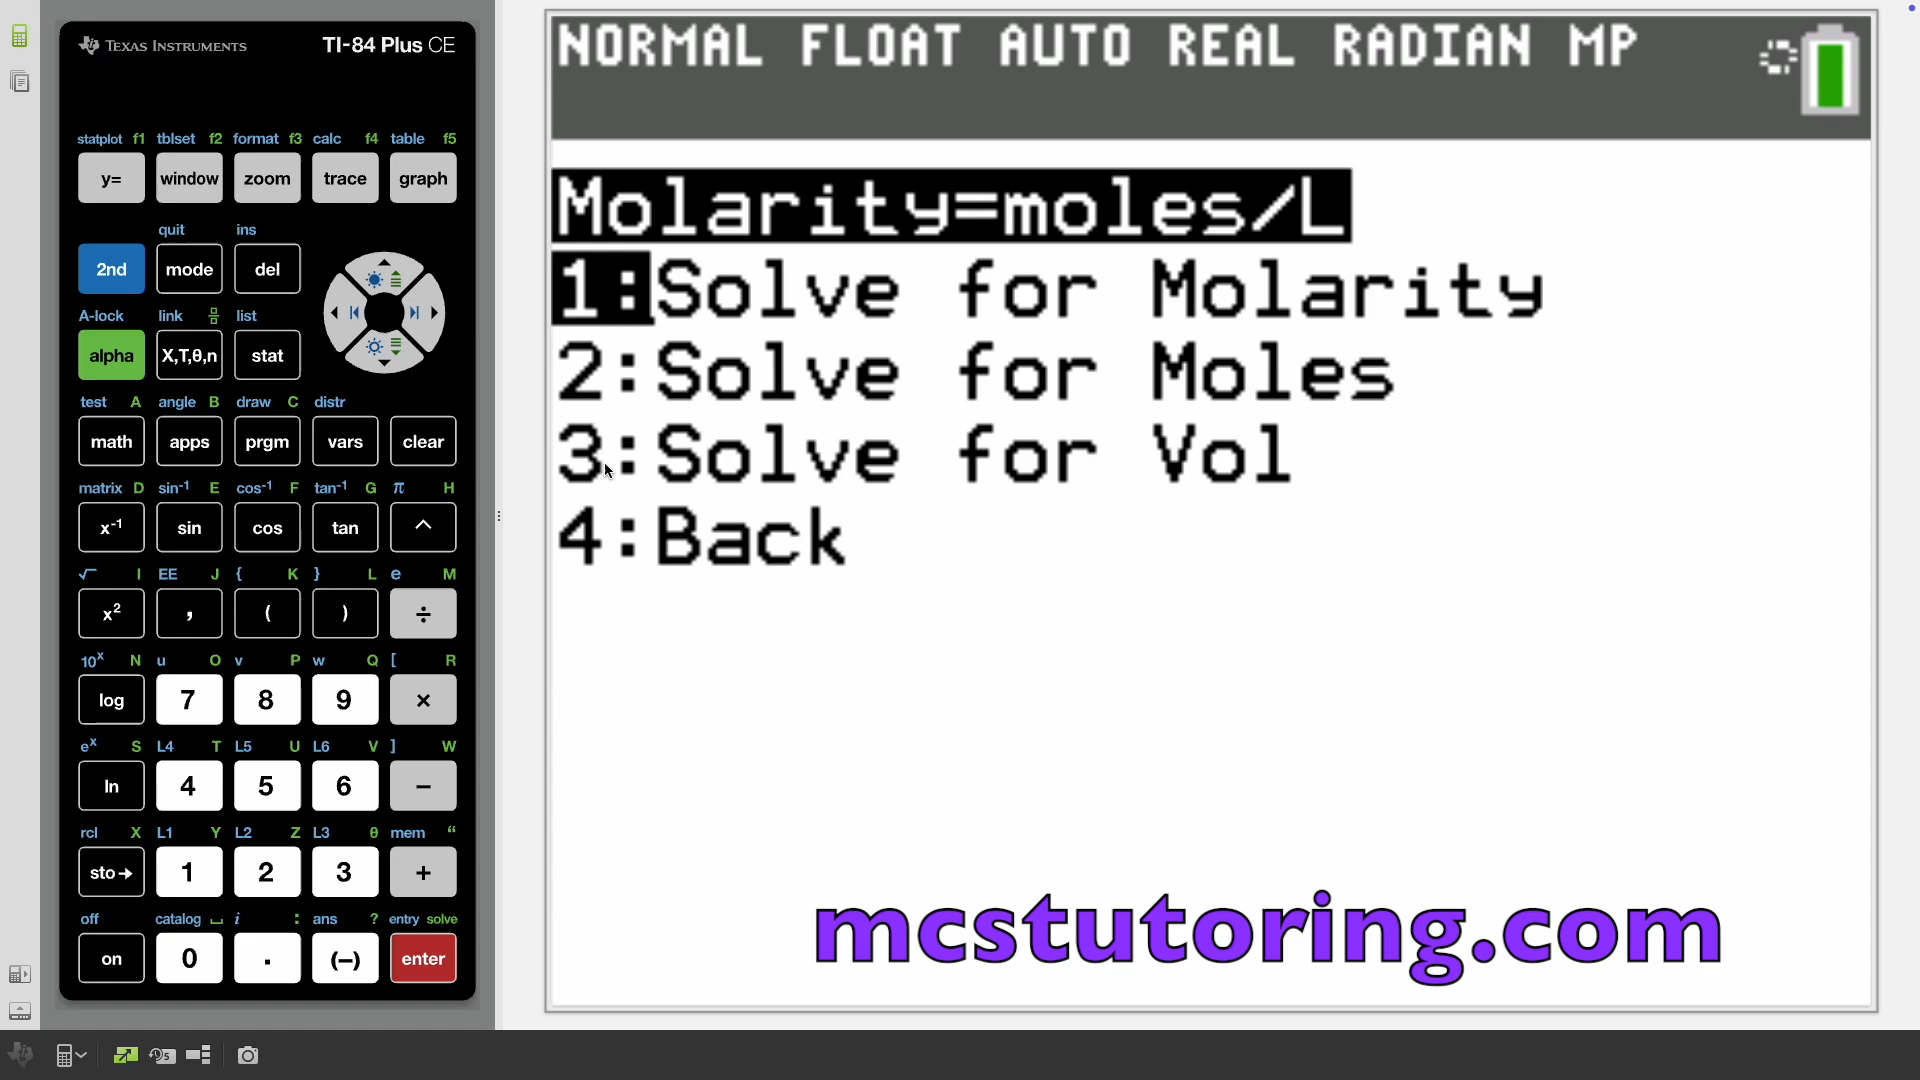 TEXAS INSTRUMENTS TI-84 Plus CE
statplot f1 tblset f2 format f3 calc f4 table f5
y= window zoom trace graph
quit ins
2nd mode del
A-lock link list
alpha X,T,θ,n stat
test A angle B draw C distr
math apps prgm vars clear
matrix D sin⁻¹ E cos⁻¹ F tan⁻¹ G π H
x⁻¹ sin cos tan ^
√ I EE J { K } L e M
x² , ( ) ÷
10ˣ N u O v P w Q [ R
log 7 8 9 ×
eˣ S L4 T L5 U L6 V ] W
ln 4 5 6 −
rcl X L1 Y L2 Z L3 θ mem “
sto→ 1 2 3 +
off catalog ␣ i : ans ? entry solve
on 0 . (−) enter
NORMAL FLOAT AUTO REAL RADIAN MP
Molarity=moles/L
1:Solve for Molarity
2:Solve for Moles
3:Solve for Vol
4:Back
mcstutoring.com